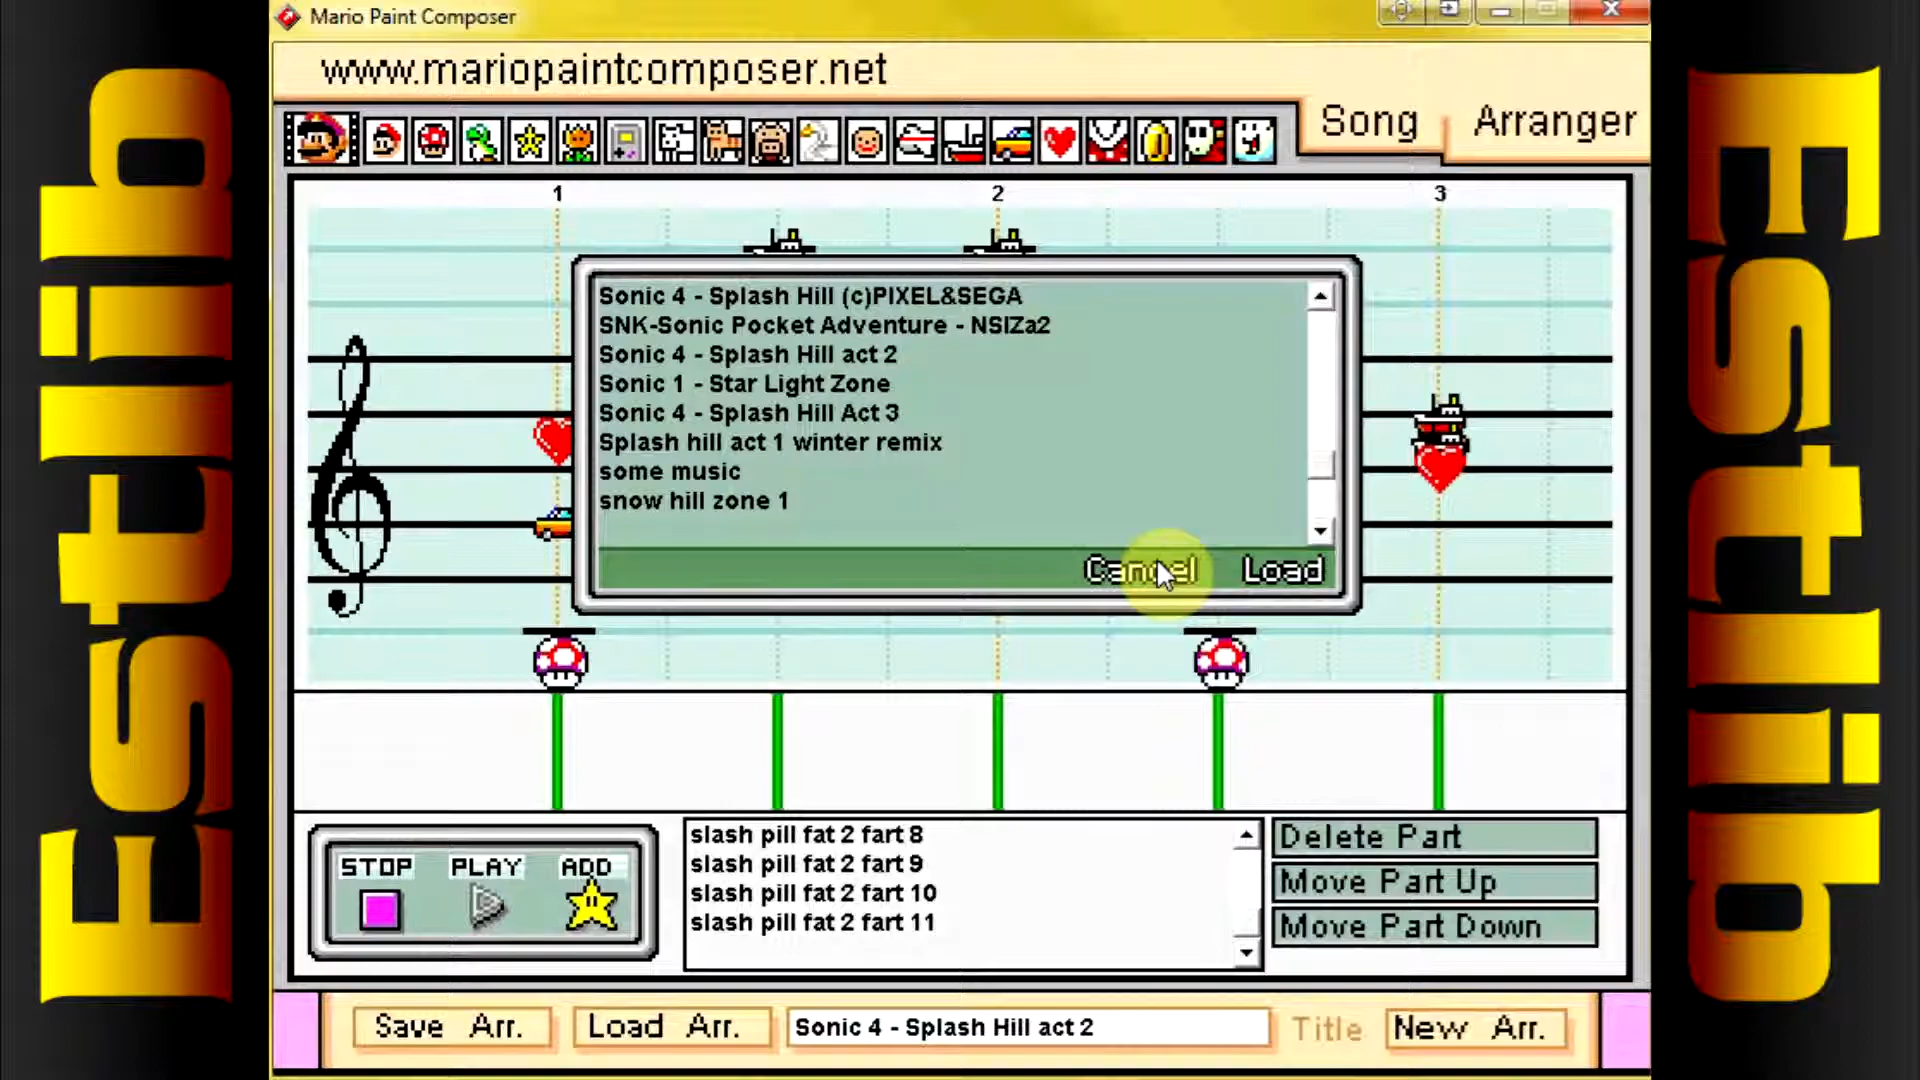 Estlib
Mario Paint Composer
www.mariopaintcomposer.net
Song
Arranger
1
2
3
Sonic 4 - Splash Hill (c)PIXEL&SEGA
SNK-Sonic Pocket Adventure - NSIZa2
Sonic 4 - Splash Hill act 2
Sonic 1 - Star Light Zone
Sonic 4 - Splash Hill Act 3
Splash hill act 1 winter remix
some music
snow hill zone 1
Cancel Load
STOP PLAY ADD
slash pill fat 2 fart 8
slash pill fat 2 fart 9
slash pill fat 2 fart 10
slash pill fat 2 fart 11
Delete Part
Move Part Up
Move Part Down
Save Arr.
Load Arr.
Sonic 4 - Splash Hill act 2
Title
New Arr.
Estlib